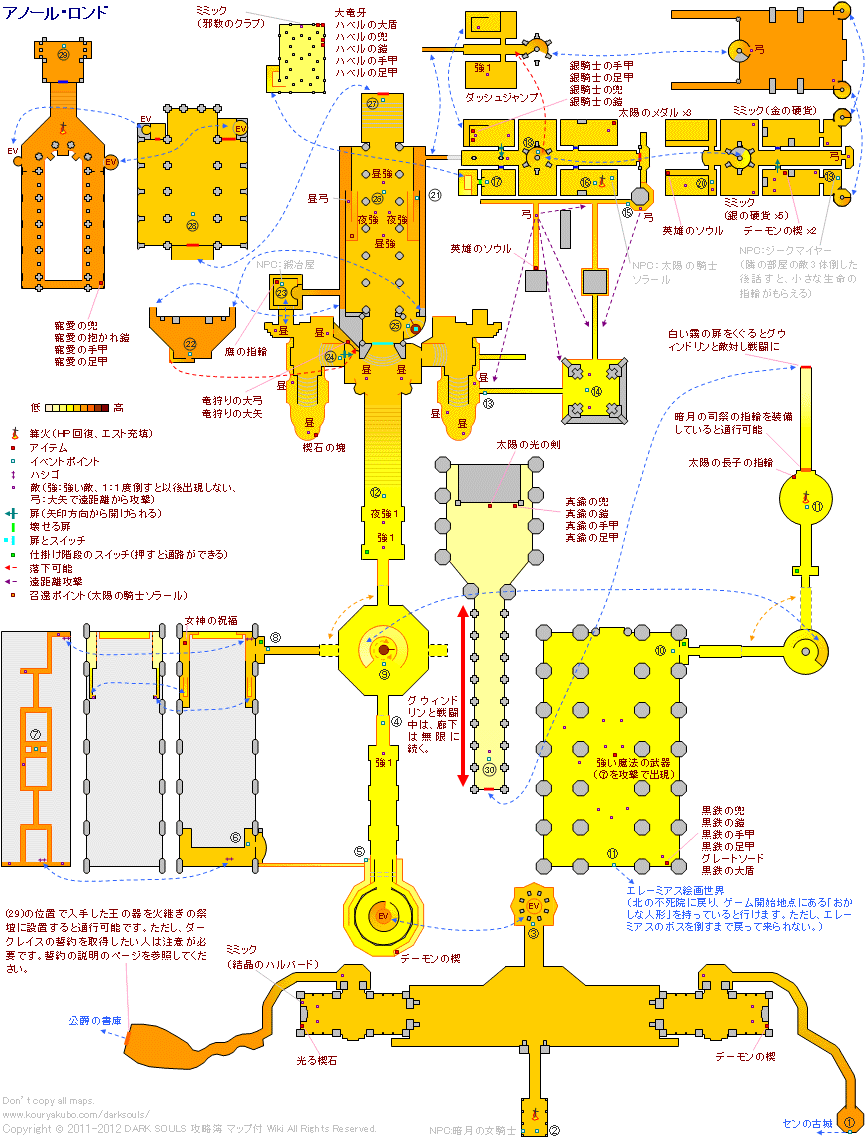 アノール・ロンド
ミミック
(邪教のクラブ)
大竜牙
ハベルの大盾
ハベルの兜
ハベルの鎧
ハベルの手甲
ハベルの足甲
強1
ダッシュジャンプ
銀騎士の手甲
銀騎士の足甲
銀騎士の兜
銀騎士の鎧
太陽のメダル ×3
ミミック(金の硬貨)
弓
EV
EV
EV
EV
㉙
㉘
㉗
⑱
⑰
⑯
⑮
⑳
⑲
弓
弓
弓
英雄のソウル
NPC:太陽の騎士
ソラール
英雄のソウル
ミミック
(銀の硬貨 ×5)
デーモンの楔 ×2
NPC:ジークマイヤー
(隣の部屋の敵3体倒した
後話すと、小さな生命の
指輪がもらえる)
昼強
昼弓
㉖
夜強
夜強
昼強
㉑
NPC:鍛冶屋
㉓
㉕
㉒
鷹の指輪
㉔
昼
昼
昼
昼
昼
昼
昼
昼
昼
竜狩りの大弓
竜狩りの大矢
楔石の塊
⑬
⑭
寵愛の兜
寵愛の抱かれ鎧
寵愛の手甲
寵愛の足甲
低
高
篝火(HP回復、エスト充填)
アイテム
イベントポイント
ハシゴ
敵(強:強い敵、1:1度倒すと以後出現しない、
弓:大矢で遠距離から攻撃)
扉(矢印方向から開けられる)
壊せる扉
扉とスイッチ
仕掛け階段のスイッチ(押すと通路ができる)
落下可能
遠距離攻撃
召還ポイント(太陽の騎士ソラール)
白い霧の扉をくぐるとグウ
ィンドリンと敵対し戦闘に
暗月の司祭の指輪を装備
していると通行可能
太陽の長子の指輪
⑪
太陽の光の剣
真鍮の兜
真鍮の鎧
真鍮の手甲
真鍮の足甲
⑫
夜強1
強1
女神の祝福
⑧
⑨
④
強1
⑦
⑥
⑤
グウィンド
リンと戦闘
中は、廊下
は無限に
続く。
㉚
⑩
強い魔法の武器
(⑦を攻撃で出現)
黒鉄の兜
黒鉄の鎧
黒鉄の手甲
黒鉄の足甲
グレートソード
黒鉄の大盾
⑪
エレーミアス絵画世界
(北の不死院に戻り、ゲーム開始地点にある「おか
しな人形」を持っていると行けます。ただし、エレー
ミアスのボスを倒すまで戻って来られない。)
EV
EV
③
デーモンの楔
(29)の位置で入手した王の器を火継ぎの祭
壇に設置すると通行可能です。ただし、ダー
クレイスの誓約を取得したい人は注意が必
要です。誓約の説明のページを参照してくだ
さい。
ミミック
(結晶のハルバード)
公爵の書庫
光る楔石
デーモンの楔
NPC:暗月の女騎士
②
センの古城
①
Don't copy all maps.
www.kouryakubo.com/darksouls/
Copyright © 2011-2012 DARK SOULS 攻略簿 マップ付 Wiki All Rights Reserved.